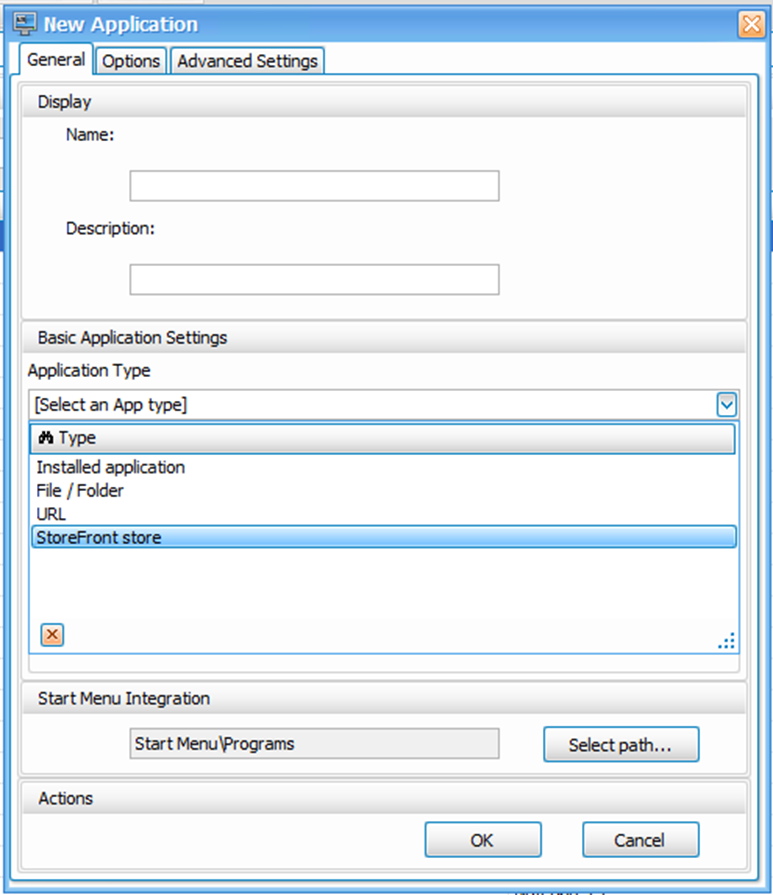 New Application
General Options Advanced Settings
Display
Name:
Description:
Basic Application Settings
Application Type
[Select an App type]
Type
Installed application
File / Folder
URL
StoreFront store
Start Menu Integration
Start Menu\Programs Select path...
Actions
OK Cancel